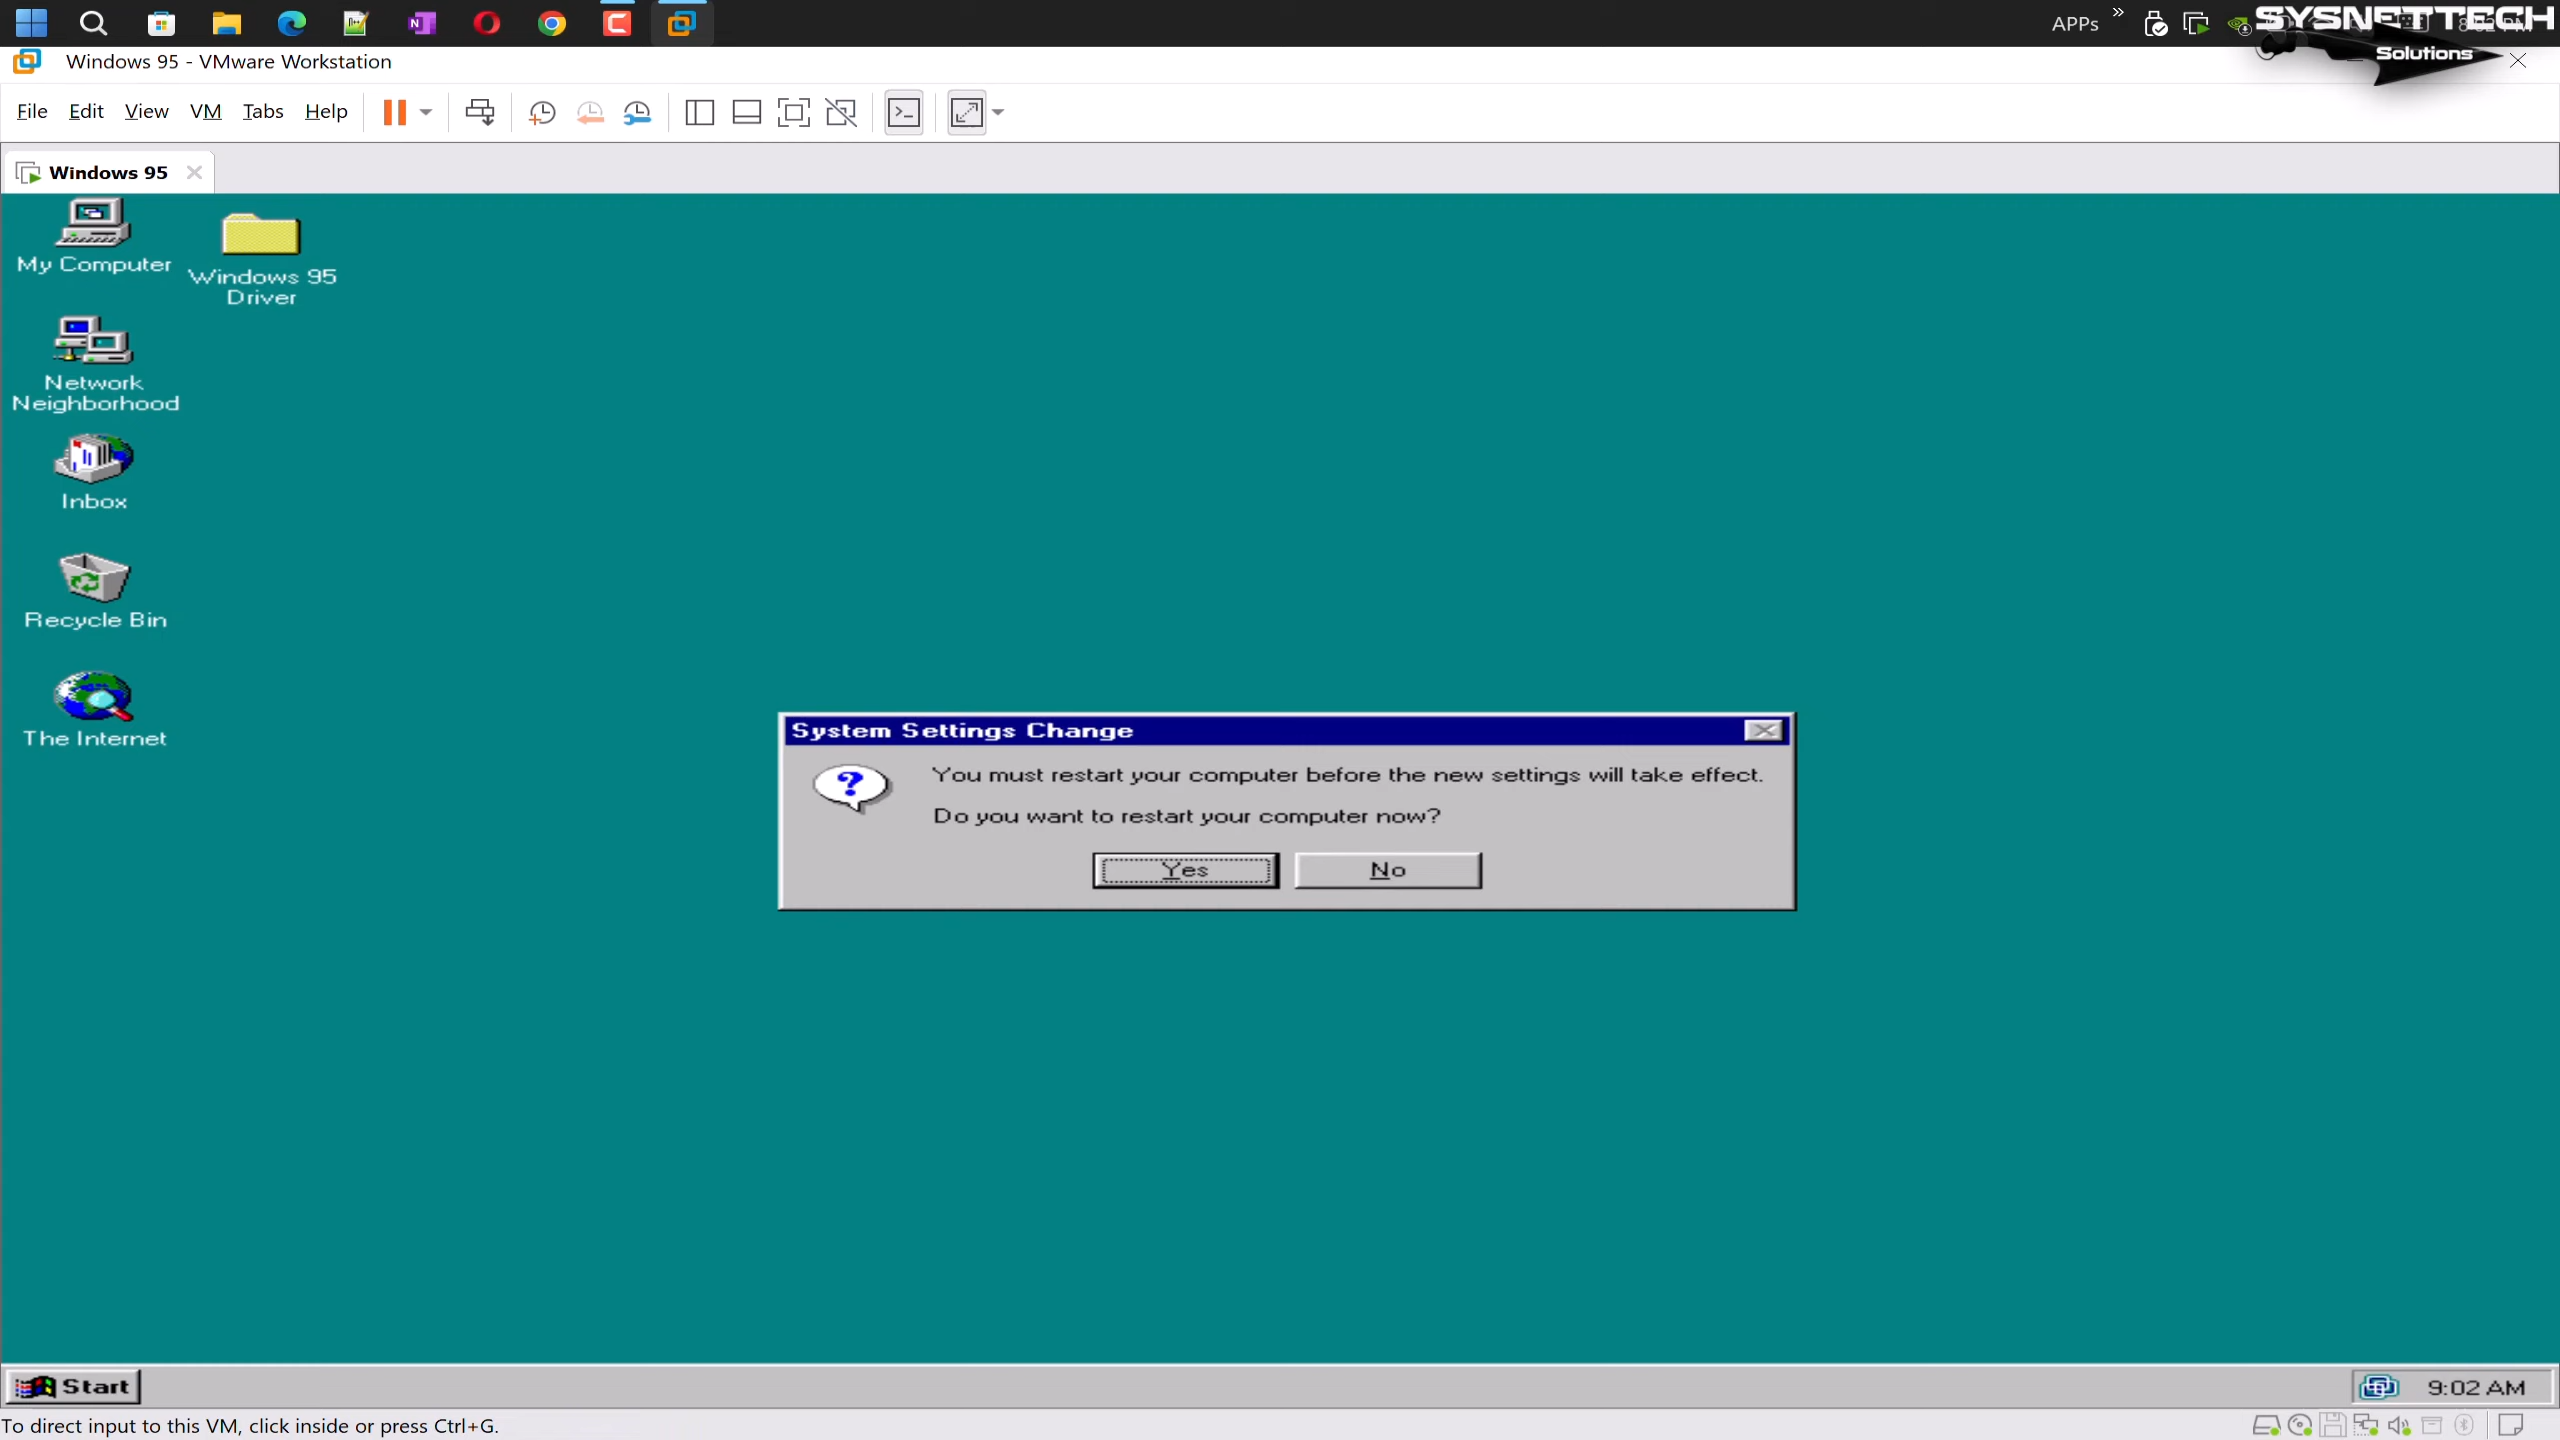 APPs
SYSNETTECH
Solutions
Windows 95 - VMware Workstation
File Edit View VM Tabs Help
Windows 95
My Computer
Windows 95
Driver
Network
Neighborhood
Inbox
Recycle Bin
The Internet
System Settings Change
You must restart your computer before the new settings will take effect.
Do you want to restart your computer now?
Yes No
Start
9:02 AM
To direct input to this VM, click inside or press Ctrl+G.